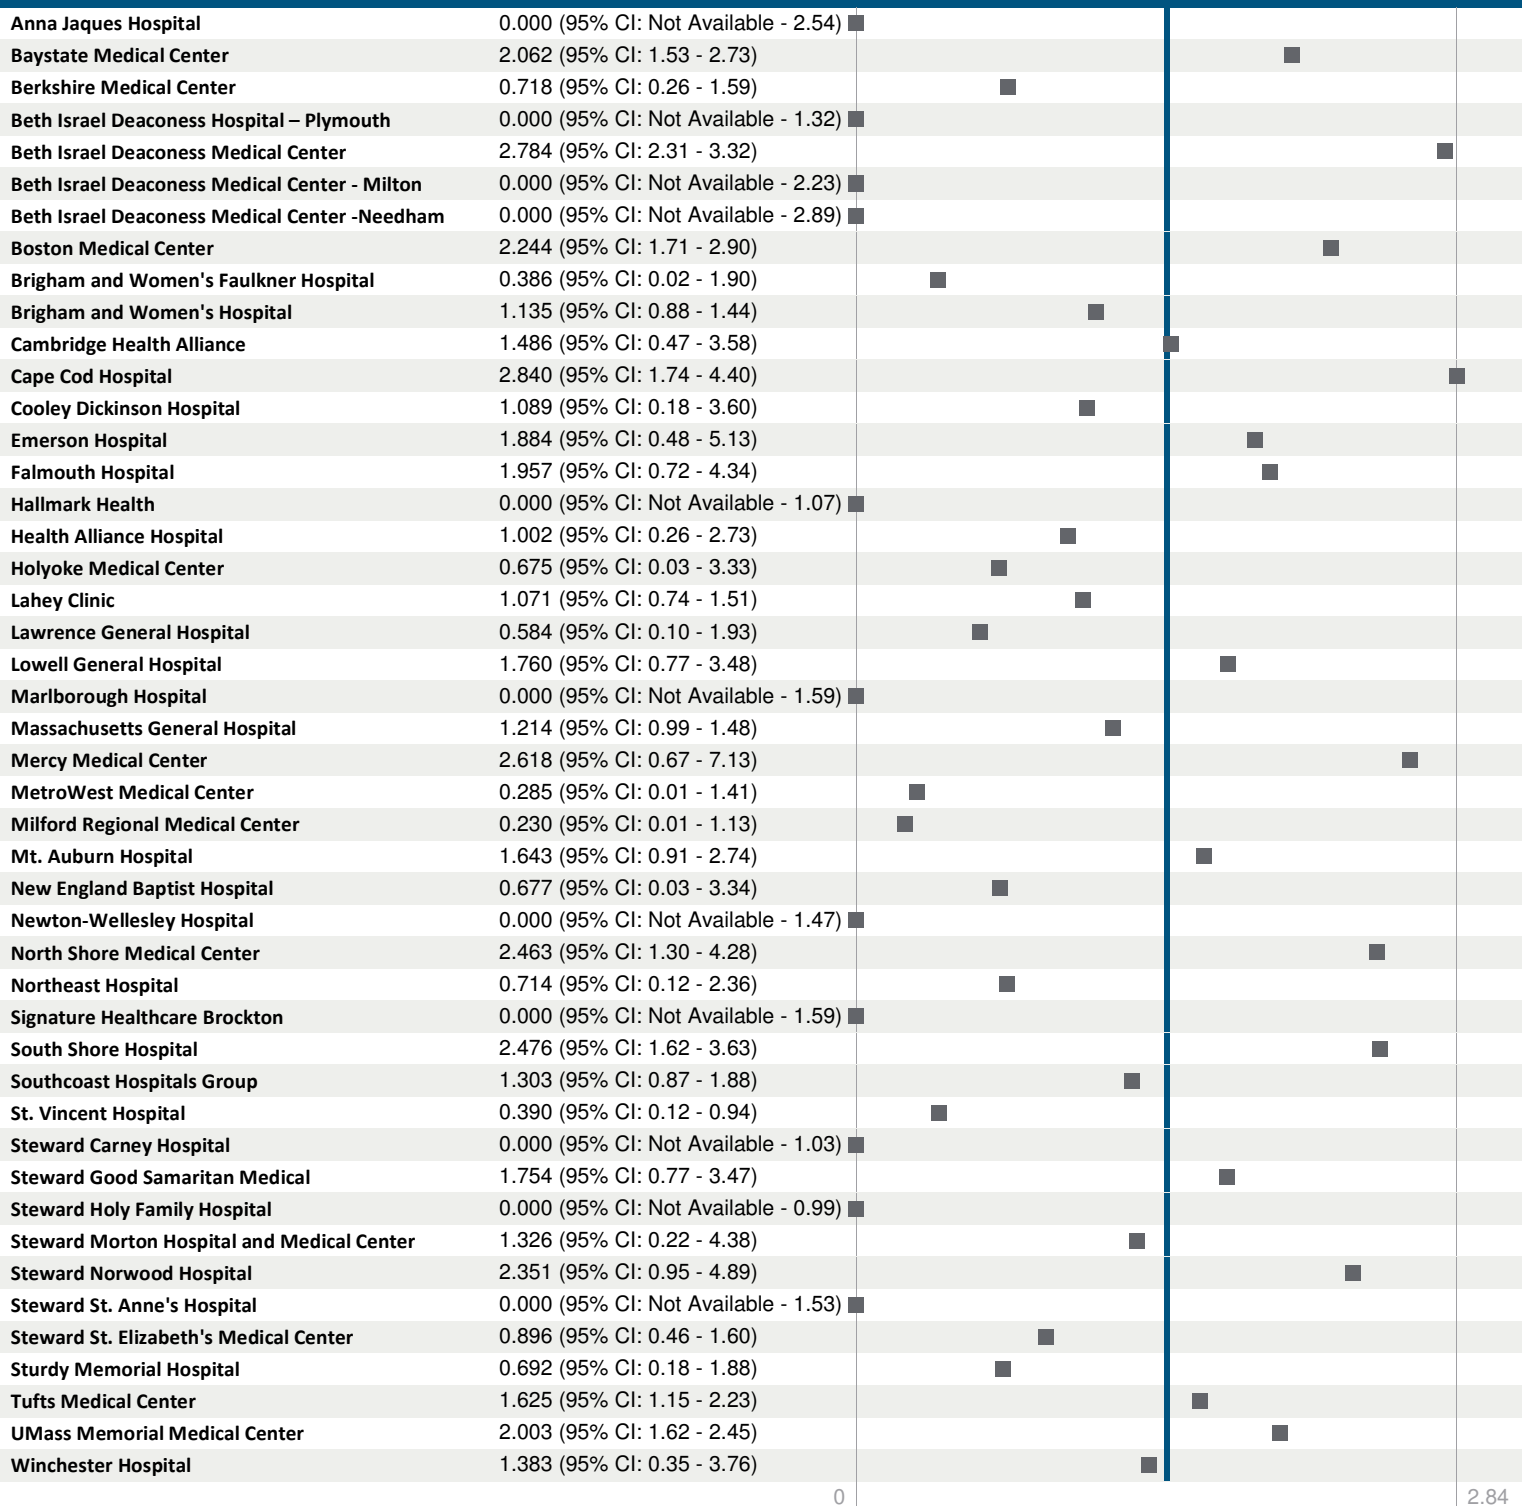 Anna Jaques Hospital 0.000 (95% CI: Not Available - 2.54)
Baystate Medical Center 2.062 (95% CI: 1.53 - 2.73)
Berkshire Medical Center 0.718 (95% CI: 0.26 - 1.59)
Beth Israel Deaconess Hospital – Plymouth 0.000 (95% CI: Not Available - 1.32)
Beth Israel Deaconess Medical Center 2.784 (95% CI: 2.31 - 3.32)
Beth Israel Deaconess Medical Center - Milton 0.000 (95% CI: Not Available - 2.23)
Beth Israel Deaconess Medical Center -Needham 0.000 (95% CI: Not Available - 2.89)
Boston Medical Center 2.244 (95% CI: 1.71 - 2.90)
Brigham and Women's Faulkner Hospital 0.386 (95% CI: 0.02 - 1.90)
Brigham and Women's Hospital 1.135 (95% CI: 0.88 - 1.44)
Cambridge Health Alliance 1.486 (95% CI: 0.47 - 3.58)
Cape Cod Hospital 2.840 (95% CI: 1.74 - 4.40)
Cooley Dickinson Hospital 1.089 (95% CI: 0.18 - 3.60)
Emerson Hospital 1.884 (95% CI: 0.48 - 5.13)
Falmouth Hospital 1.957 (95% CI: 0.72 - 4.34)
Hallmark Health 0.000 (95% CI: Not Available - 1.07)
Health Alliance Hospital 1.002 (95% CI: 0.26 - 2.73)
Holyoke Medical Center 0.675 (95% CI: 0.03 - 3.33)
Lahey Clinic 1.071 (95% CI: 0.74 - 1.51)
Lawrence General Hospital 0.584 (95% CI: 0.10 - 1.93)
Lowell General Hospital 1.760 (95% CI: 0.77 - 3.48)
Marlborough Hospital 0.000 (95% CI: Not Available - 1.59)
Massachusetts General Hospital 1.214 (95% CI: 0.99 - 1.48)
Mercy Medical Center 2.618 (95% CI: 0.67 - 7.13)
MetroWest Medical Center 0.285 (95% CI: 0.01 - 1.41)
Milford Regional Medical Center 0.230 (95% CI: 0.01 - 1.13)
Mt. Auburn Hospital 1.643 (95% CI: 0.91 - 2.74)
New England Baptist Hospital 0.677 (95% CI: 0.03 - 3.34)
Newton-Wellesley Hospital 0.000 (95% CI: Not Available - 1.47)
North Shore Medical Center 2.463 (95% CI: 1.30 - 4.28)
Northeast Hospital 0.714 (95% CI: 0.12 - 2.36)
Signature Healthcare Brockton 0.000 (95% CI: Not Available - 1.59)
South Shore Hospital 2.476 (95% CI: 1.62 - 3.63)
Southcoast Hospitals Group 1.303 (95% CI: 0.87 - 1.88)
St. Vincent Hospital 0.390 (95% CI: 0.12 - 0.94)
Steward Carney Hospital 0.000 (95% CI: Not Available - 1.03)
Steward Good Samaritan Medical 1.754 (95% CI: 0.77 - 3.47)
Steward Holy Family Hospital 0.000 (95% CI: Not Available - 0.99)
Steward Morton Hospital and Medical Center 1.326 (95% CI: 0.22 - 4.38)
Steward Norwood Hospital 2.351 (95% CI: 0.95 - 4.89)
Steward St. Anne's Hospital 0.000 (95% CI: Not Available - 1.53)
Steward St. Elizabeth's Medical Center 0.896 (95% CI: 0.46 - 1.60)
Sturdy Memorial Hospital 0.692 (95% CI: 0.18 - 1.88)
Tufts Medical Center 1.625 (95% CI: 1.15 - 2.23)
UMass Memorial Medical Center 2.003 (95% CI: 1.62 - 2.45)
Winchester Hospital 1.383 (95% CI: 0.35 - 3.76)
0 2.84